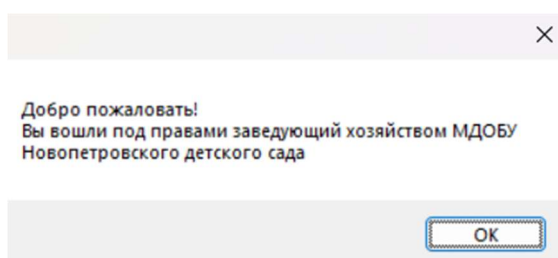 Добро пожаловать!
Вы вошли под правами заведующий хозяйством МДОБУ
Новопетровского детского сада
OK